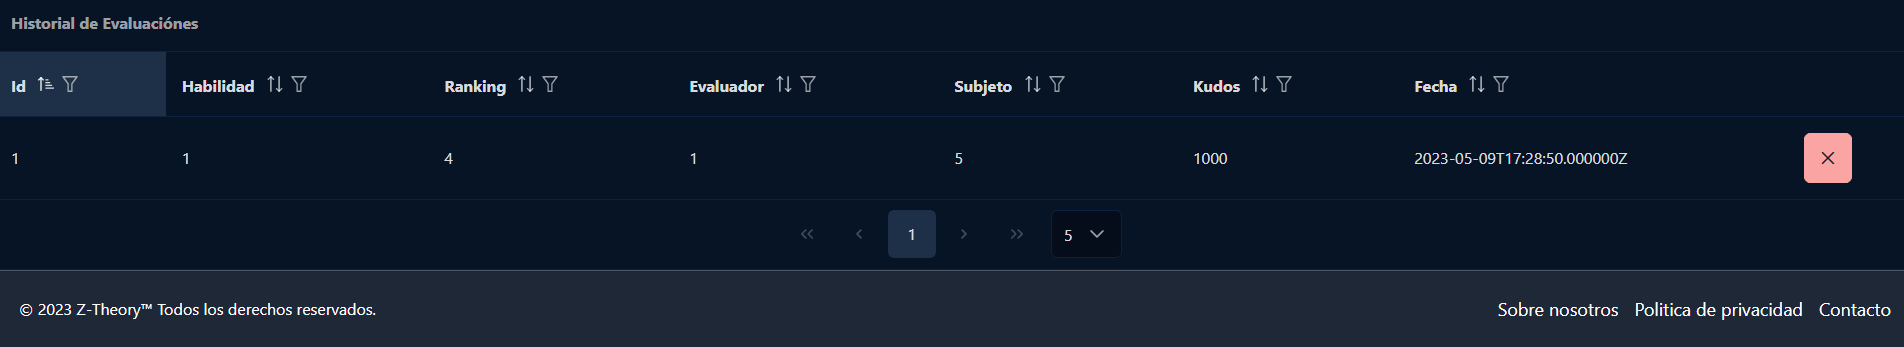 Historial de Evaluaciónes
Id Habilidad Ranking Evaluador Subjeto Kudos Fecha
1 1 4 1 5 1000 2023-05-09T17:28:50.000000Z
1 5
© 2023 Z-Theory™ Todos los derechos reservados. Sobre nosotros Politica de privacidad Contacto